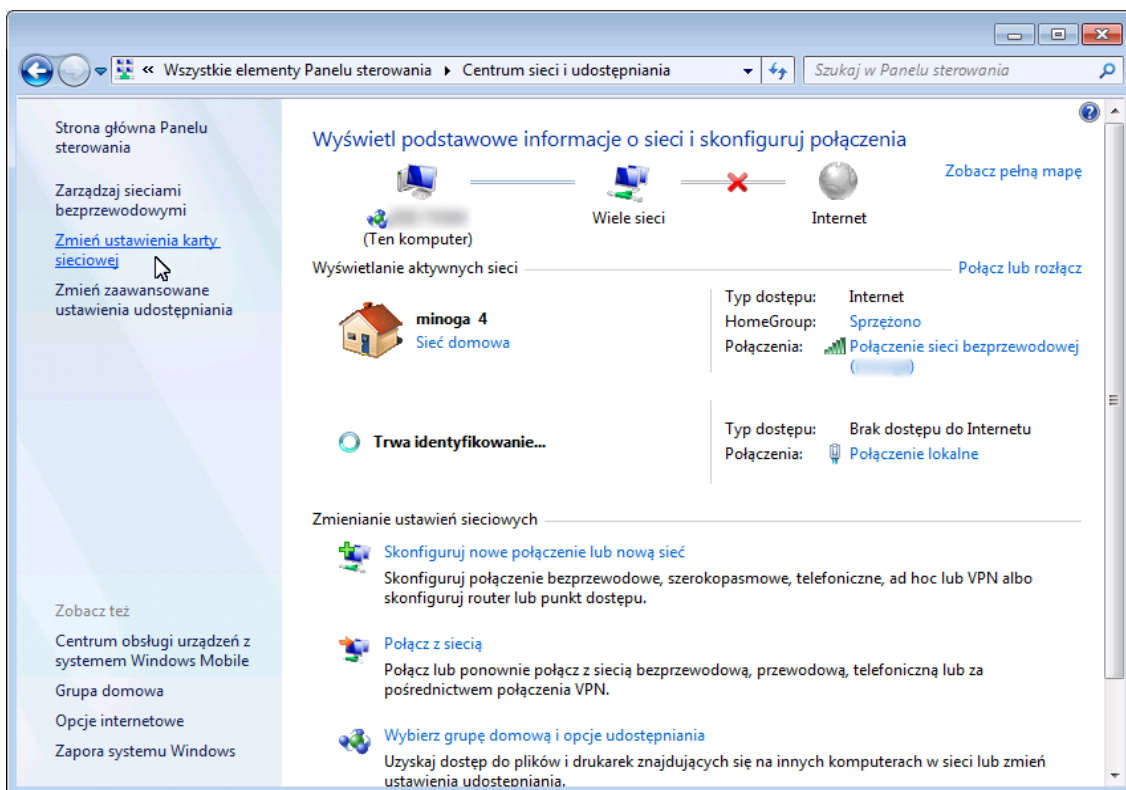 « Wszystkie elementy Panelu sterowania Centrum sieci i udostępniania
Szukaj w Panelu sterowania
Strona główna Panelu
sterowania
Zarządzaj sieciami
bezprzewodowymi
Zmień ustawienia karty
sieciowej
Zmień zaawansowane
ustawienia udostępniania
Zobacz też
Centrum obsługi urządzeń z
systemem Windows Mobile
Grupa domowa
Opcje internetowe
Zapora systemu Windows
Wyświetl podstawowe informacje o sieci i skonfiguruj połączenia
Zobacz pełną mapę
(Ten komputer)
Wiele sieci
Internet
Wyświetlanie aktywnych sieci
Połącz lub rozłącz
minoga 4
Sieć domowa
Typ dostępu: Internet
HomeGroup: Sprzężono
Połączenia: Połączenie sieci bezprzewodowej
Trwa identyfikowanie...
Typ dostępu: Brak dostępu do Internetu
Połączenia: Połączenie lokalne
Zmienianie ustawień sieciowych
Skonfiguruj nowe połączenie lub nową sieć
Skonfiguruj połączenie bezprzewodowe, szerokopasmowe, telefoniczne, ad hoc lub VPN albo
skonfiguruj router lub punkt dostępu.
Połącz z siecią
Połącz lub ponownie połącz z siecią bezprzewodową, przewodową, telefoniczną lub za
pośrednictwem połączenia VPN.
Wybierz grupę domową i opcje udostępniania
Uzyskaj dostęp do plików i drukarek znajdujących się na innych komputerach w sieci lub zmień
ustawienia udostępniania.